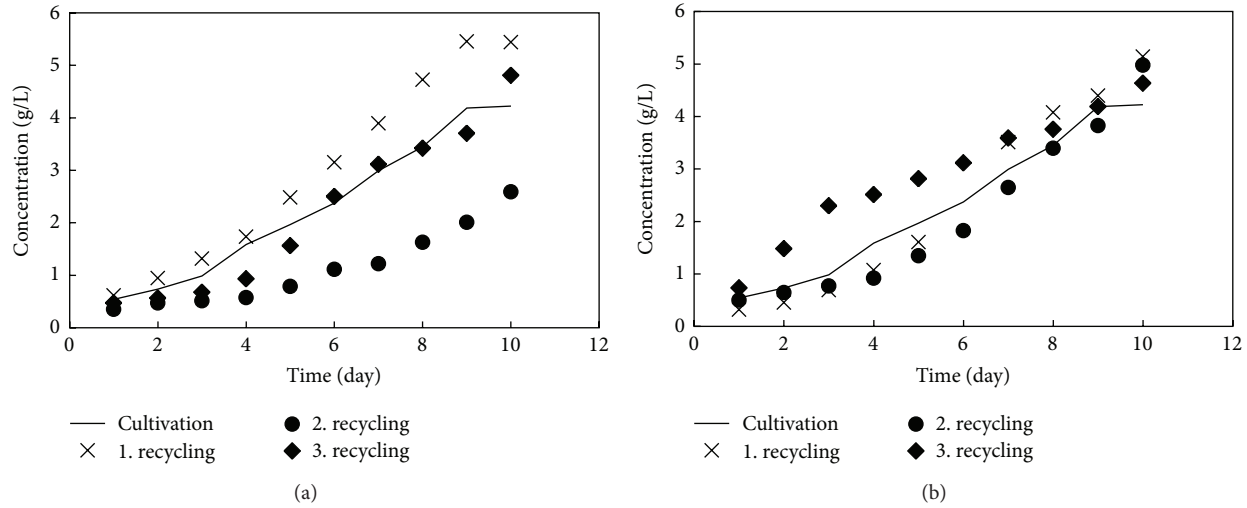 6
5
4
3
2
1
0
Concentration (g/L)
0 2 4 6 8 10 12
Time (day)
Cultivation
1. recycling
2. recycling
3. recycling
(a)
6
5
4
3
2
1
0
Concentration (g/L)
0 2 4 6 8 10 12
Time (day)
Cultivation
1. recycling
2. recycling
3. recycling
(b)